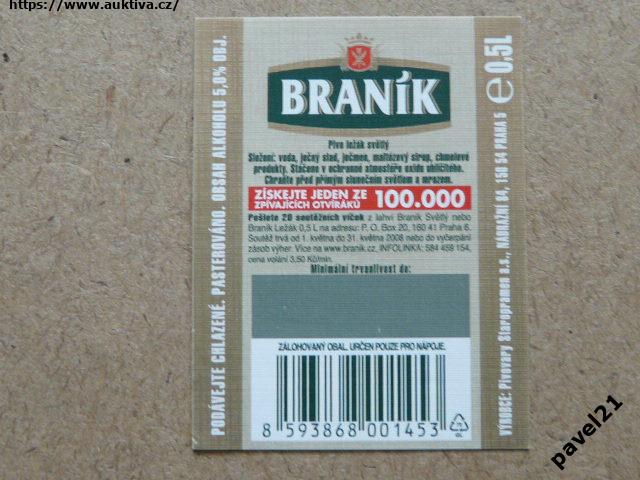 https://www.auktiva.cz/
PODÁVEJTE CHLAZENÉ. PASTEROVÁNO. OBSAH ALKOHOLU 5,0% OBJ.
BRANÍK
Pivo ležák světlý
Složení: voda, ječný slad, ječmen, maltózový sirup, chmelové
produkty. Stáčeno v ochranné atmosféře oxidu uhličitého.
Chraňte před přímým slunečním světlem a mrazem.
ZÍSKEJTE JEDEN ZE
ZPÍVAJÍCÍCH OTVÍRÁKŮ
100.000
Pošlete 20 soutěžních víček z lahví Braník Světlý nebo
Braník Ležák 0,5 L na adresu: P. O. Box 20, 160 41 Praha 6.
Soutěž trvá od 1. května do 31. května 2008 nebo do vyčerpání
zásob výher. Více na www.braník.cz, INFOLINKA: 584 459 154,
cena volání 3,50 Kč/min.
Minimální trvanlivost do:
ZÁLOHOVANÝ OBAL. URČEN POUZE PRO NÁPOJE.
8 593868 001453
VÝROBCE: Pivovary Staropramen a.s., NÁDRAŽNÍ 84, 150 54 PRAHA 5
e 0,5L
pavel21